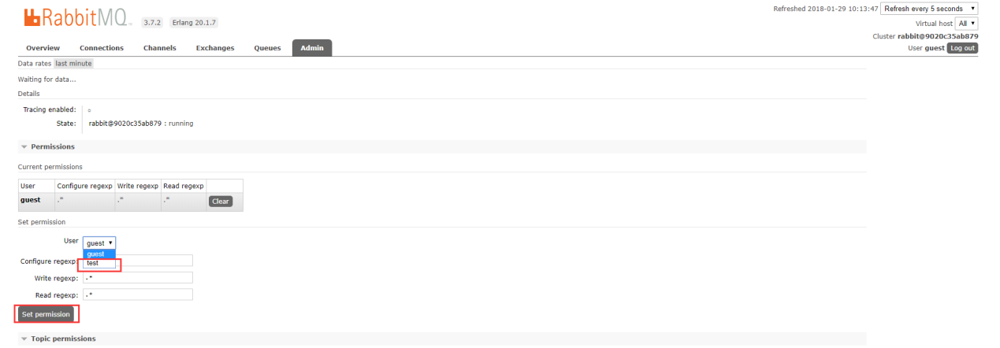 Refreshed 2018-01-29 10:13:47 Refresh every 5 seconds
RabbitMQ 3.7.2 Erlang 20.1.7
Virtual host All
Cluster rabbit@9020c35ab879
User guest Log out
Overview Connections Channels Exchanges Queues Admin
Data rates last minute
Waiting for data...
Details
Tracing enabled: ○
State: rabbit@9020c35ab879 : running
Permissions
Current permissions
User Configure regexp Write regexp Read regexp
guest .* .* .* Clear
Set permission
User guest
guest
Configure regexp: test
Write regexp: .*
Read regexp: .*
Set permission
Topic permissions